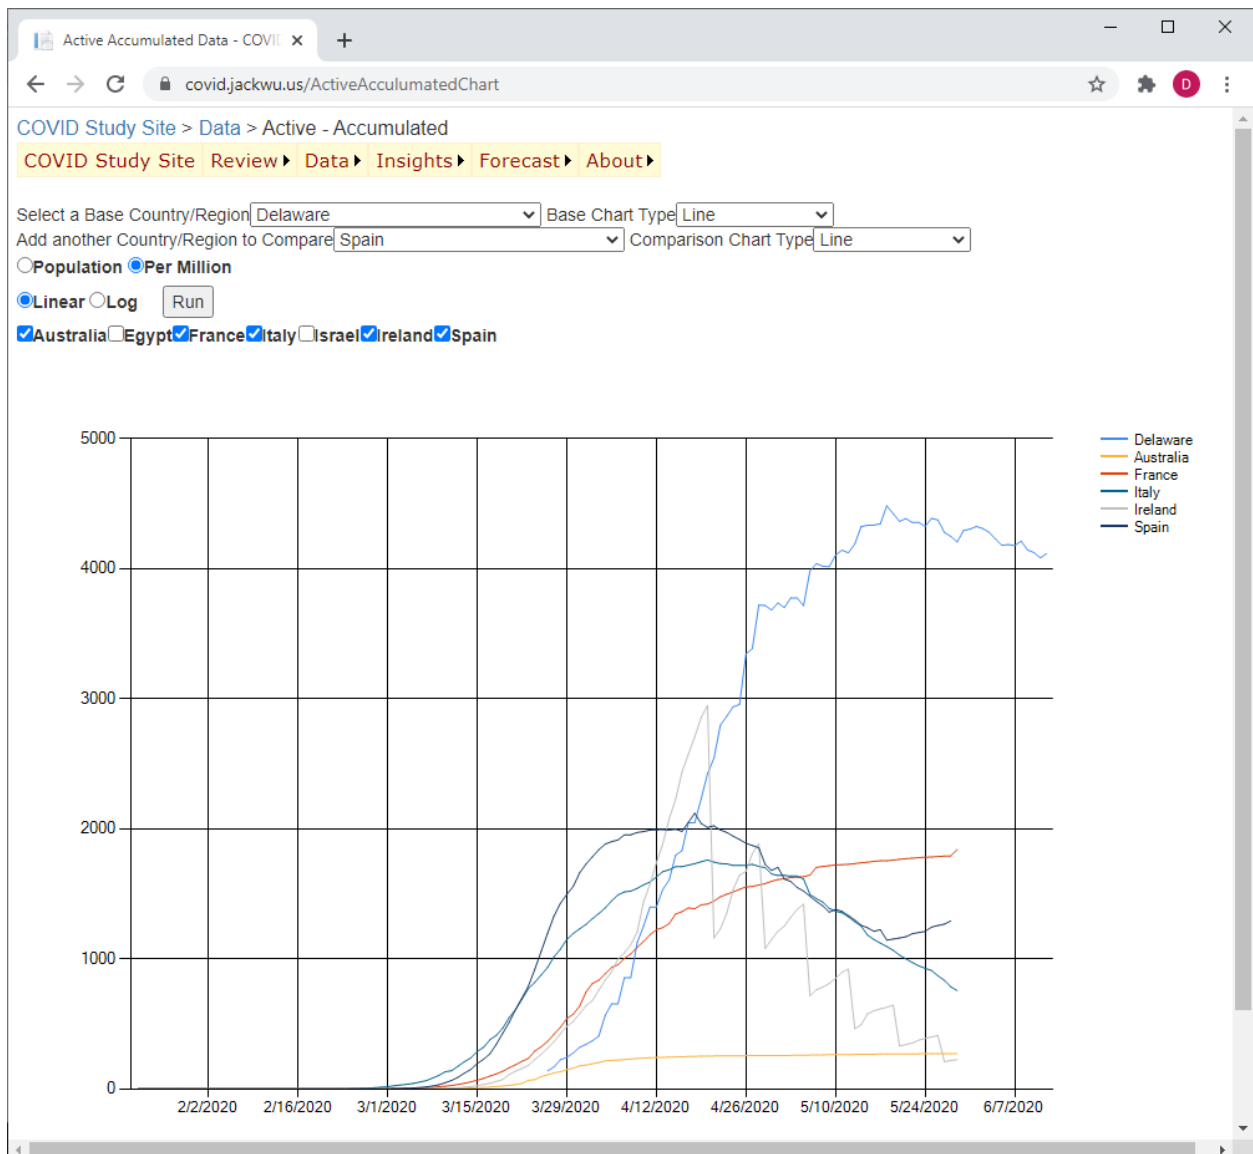 Active Accumulated Data - COVI
covid.jackwu.us/ActiveAcculumatedChart
D
COVID Study Site > Data > Active - Accumulated
COVID Study Site Review Data Insights Forecast About
Select a Base Country/Region Delaware Base Chart Type Line
Add another Country/Region to Compare Spain Comparison Chart Type Line
Population Per Million
Linear Log Run
Australia Egypt France Italy Israel Ireland Spain
5000
4000
3000
2000
1000
0
2/2/2020 2/16/2020 3/1/2020 3/15/2020 3/29/2020 4/12/2020 4/26/2020 5/10/2020 5/24/2020 6/7/2020
Delaware
Australia
France
Italy
Ireland
Spain